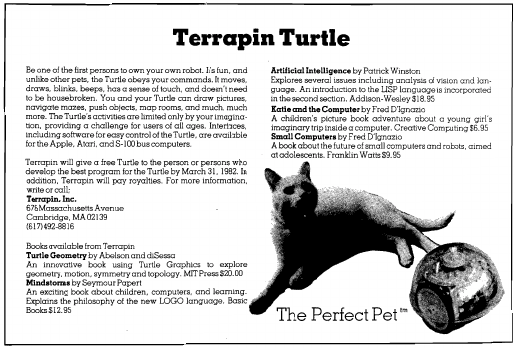 Terrapin Turtle
Be one of the first persons to own your own robot. It's fun, and
unlike other pets, the Turtle obeys your commands. It moves,
draws, blinks, beeps, has a sense of touch, and doesn't need
to be housebroken. You and your Turtle can draw pictures,
navigate mazes, push objects, map rooms, and much, much
more. The Turtle's activities are limited only by your imagina-
tion, providing a challenge for users of all ages. Interfaces,
including software for easy control of the Turtle, are available
for the Apple, Atari, and S-100 bus computers.
Terrapin will give a free Turtle to the person or persons who
develop the best program for the Turtle by March 31, 1982. In
addition, Terrapin will pay royalties. For more information,
write or call:
Terrapin, Inc.
678 Massachusetts Avenue
Cambridge, MA 02139
(617) 492-8816
Books available from Terrapin
Turtle Geometry by Abelson and diSessa
An innovative book using Turtle Graphics to explore
geometry, motion, symmetry and topology. MIT Press $20.00
Mindstorms by Seymour Papert
An exciting book about children, computers, and learning.
Explains the philosophy of the new LOGO language. Basic
Books $12.95
Artificial Intelligence by Patrick Winston
Explores several issues including analysis of vision and lan-
guage. An introduction to the LISP language is incorporated
in the second section. Addison-Wesley $18.95
Katie and the Computer by Fred D'Ignazio
A children's picture book adventure about a young girl's
imaginary trip inside a computer. Creative Computing $6.95
Small Computers by Fred D'Ignazio
A book about the future of small computers and robots, aimed
at adolescents. Franklin Watts $9.95
The Perfect Pet™